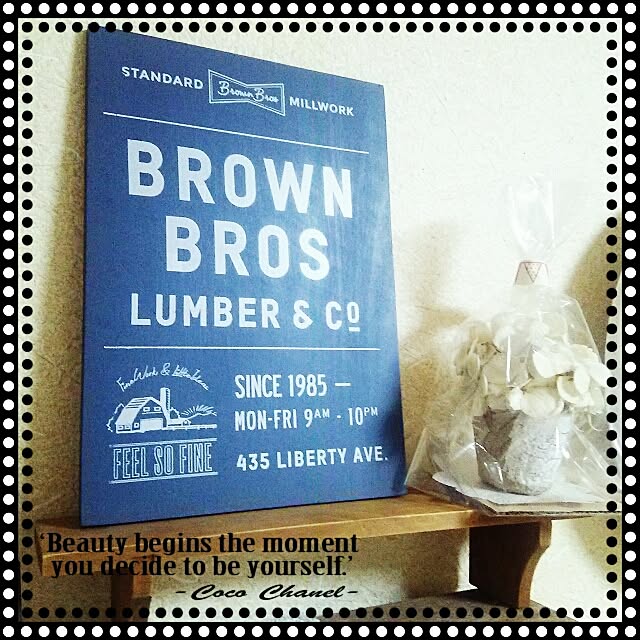 STANDARD Brown Bros MILLWORK
BROWN
BROS
LUMBER & Co
SINCE 1985 —
MON-FRI 9AM - 10PM
FEEL SO FINE
435 LIBERTY AVE.
'Beauty begins the moment
you decide to be yourself.'
-Coco Chanel-